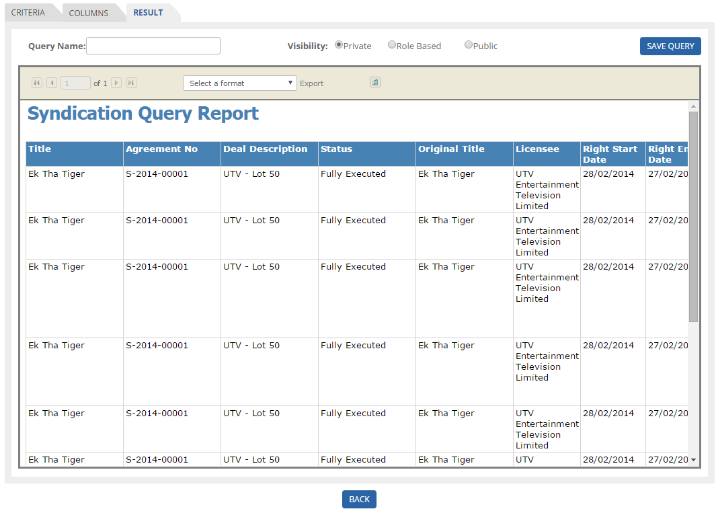 CRITERIA COLUMNS RESULT
Query Name: Visibility: Private Role Based Public SAVE QUERY
1 of 1 Select a format Export
Syndication Query Report
Title Agreement No Deal Description Status Original Title Licensee Right Start Right En
Date Date
Ek Tha Tiger S-2014-00001 UTV - Lot 50 Fully Executed Ek Tha Tiger UTV 28/02/2014 27/02/20
Entertainment
Television
Limited
Ek Tha Tiger S-2014-00001 UTV - Lot 50 Fully Executed Ek Tha Tiger UTV 28/02/2014 27/02/20
Entertainment
Television
Limited
Ek Tha Tiger S-2014-00001 UTV - Lot 50 Fully Executed Ek Tha Tiger UTV 28/02/2014 27/02/20
Entertainment
Television
Limited
Ek Tha Tiger S-2014-00001 UTV - Lot 50 Fully Executed Ek Tha Tiger UTV 28/02/2014 27/02/20
Entertainment
Television
Limited
Ek Tha Tiger S-2014-00001 UTV - Lot 50 Fully Executed Ek Tha Tiger UTV 28/02/2014 27/02/20
Entertainment
Television
Limited
Ek Tha Tiger S-2014-00001 UTV - Lot 50 Fully Executed Ek Tha Tiger UTV 28/02/2014 27/02/20
BACK